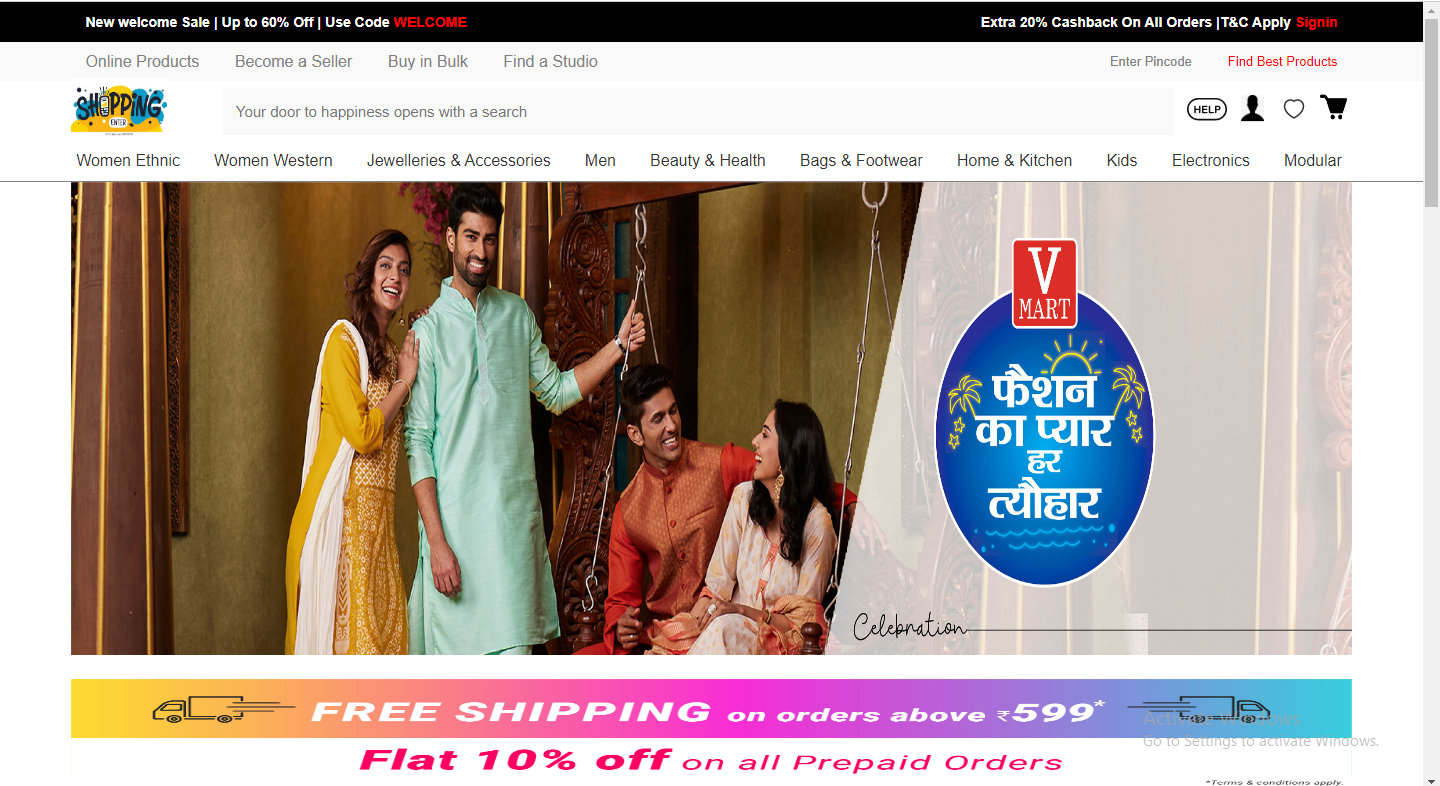 New welcome Sale | Up to 60% Off | Use Code WELCOME
Extra 20% Cashback On All Orders |T&C Apply Signin
Online Products Become a Seller Buy in Bulk Find a Studio
Enter Pincode Find Best Products
SHOPPING
ENTER
Your door to happiness opens with a search
HELP
Women Ethnic Women Western Jewelleries & Accessories Men Beauty & Health Bags & Footwear Home & Kitchen Kids Electronics Modular
V
MART
फैशन
का प्यार
हर
त्यौहार
Celebration
FREE SHIPPING on orders above ₹599*
Flat 10% off on all Prepaid Orders
*Terms & conditions apply.
Activate Windows
Go to Settings to activate Windows.